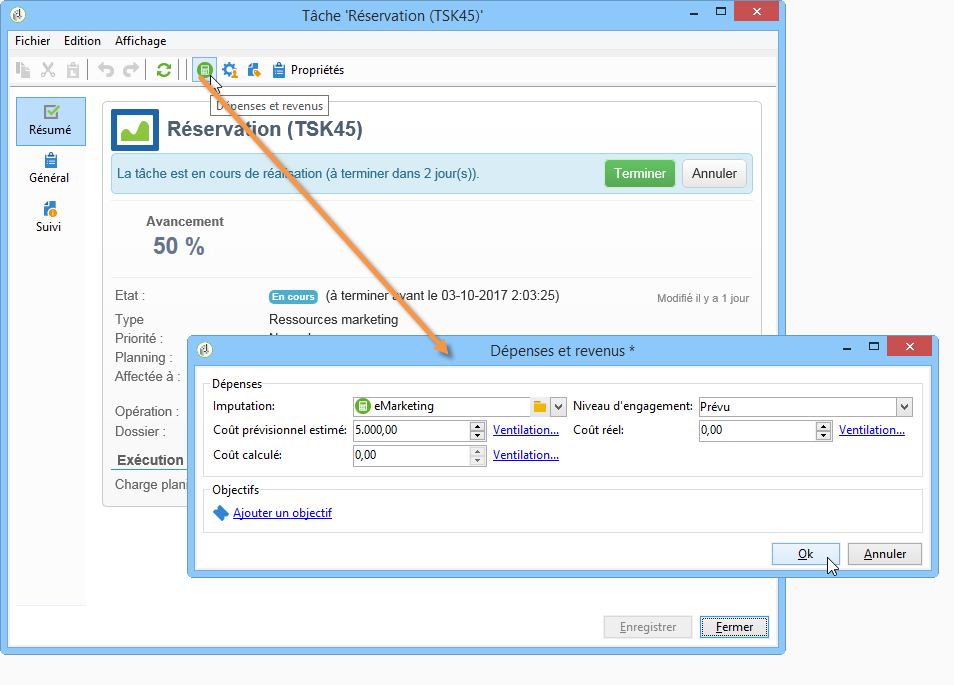 Tâche 'Réservation (TSK45)'
Fichier Edition Affichage
Propriétés
Dépenses et revenus
Résumé
Général
Suivi
Réservation (TSK45)
La tâche est en cours de réalisation (à terminer dans 2 jour(s)).
Terminer Annuler
Avancement
50 %
Etat : En cours (à terminer avant le 03-10-2017 2:03:25) Modifié il y a 1 jour
Type Ressources marketing
Priorité :
Planning :
Affectée à :
Opération :
Dossier :
Exécution
Charge plani
Dépenses et revenus *
Dépenses
Imputation: eMarketing Niveau d'engagement: Prévu
Coût prévisionnel estimé: 5.000,00 Ventilation... Coût réel: 0,00 Ventilation...
Coût calculé: 0,00 Ventilation...
Objectifs
Ajouter un objectif
Ok Annuler
Enregistrer Fermer